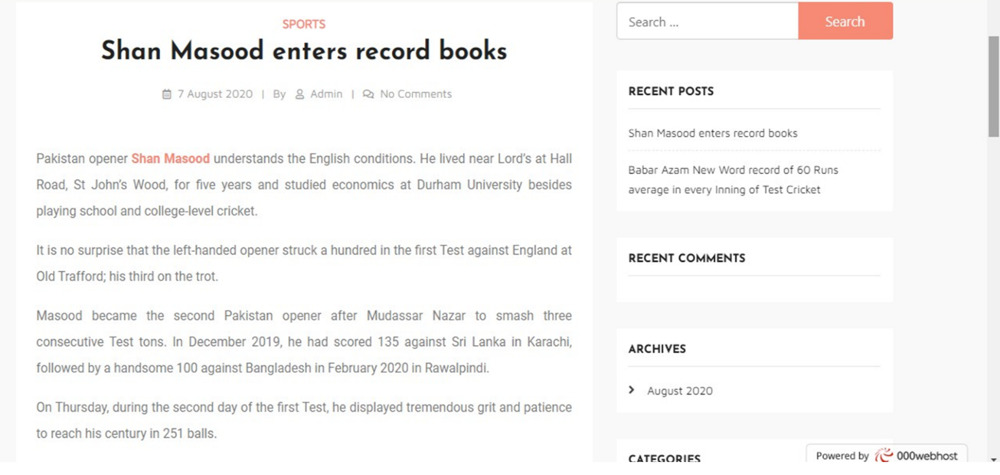 SPORTS
Shan Masood enters record books
7 August 2020 | By Admin | No Comments
Pakistan opener Shan Masood understands the English conditions. He lived near Lord's at Hall
Road, St John's Wood, for five years and studied economics at Durham University besides
playing school and college-level cricket.
It is no surprise that the left-handed opener struck a hundred in the first Test against England at
Old Trafford; his third on the trot.
Masood became the second Pakistan opener after Mudassar Nazar to smash three
consecutive Test tons. In December 2019, he had scored 135 against Sri Lanka in Karachi,
followed by a handsome 100 against Bangladesh in February 2020 in Rawalpindi.
On Thursday, during the second day of the first Test, he displayed tremendous grit and patience
to reach his century in 251 balls.
Search ...
Search
RECENT POSTS
Shan Masood enters record books
Babar Azam New Word record of 60 Runs
average in every Inning of Test Cricket
RECENT COMMENTS
ARCHIVES
August 2020
CATEGORIES
Powered by 000webhost